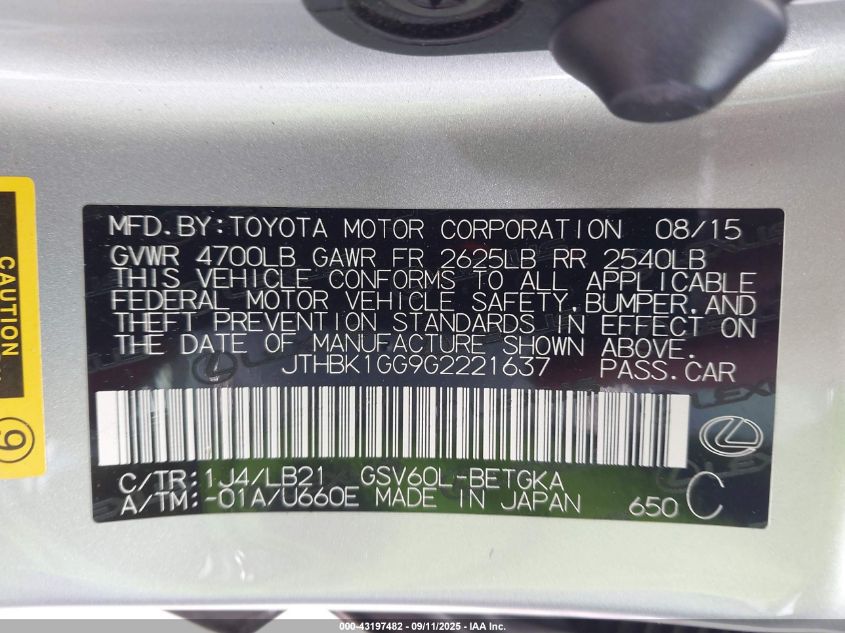 MFD.BY:TOYOTA MOTOR CORPORATION 08/15
GVWR 4700LB GAWR FR 2625LB RR 2540LB
THIS VEHICLE CONFORMS TO ALL APPLICABLE
FEDERAL MOTOR VEHICLE SAFETY,BUMPER,AND
THEFT PREVENTION STANDARDS IN EFFECT ON
THE DATE OF MANUFACTURE SHOWN ABOVE.
JTHBK1GG9G2221637 PASS.CAR
C/TR:1J4/LB21 GSV60L-BETGKA
A/TM:-01A/U660E MADE IN JAPAN 650 C
CAUTION
9
000-43197482 - 09/11/2025 - IAA Inc.